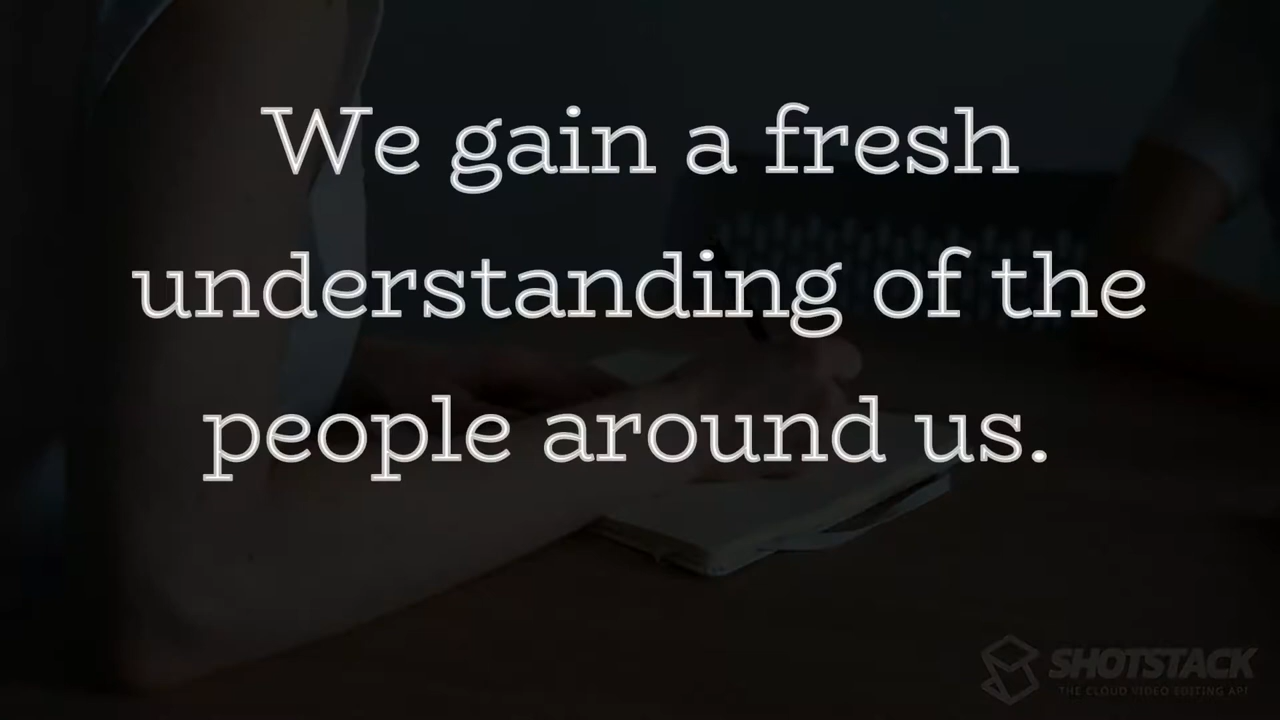 We gain a fresh
understanding of the
people around us.
SHOTSTACK
THE CLOUD VIDEO EDITING API